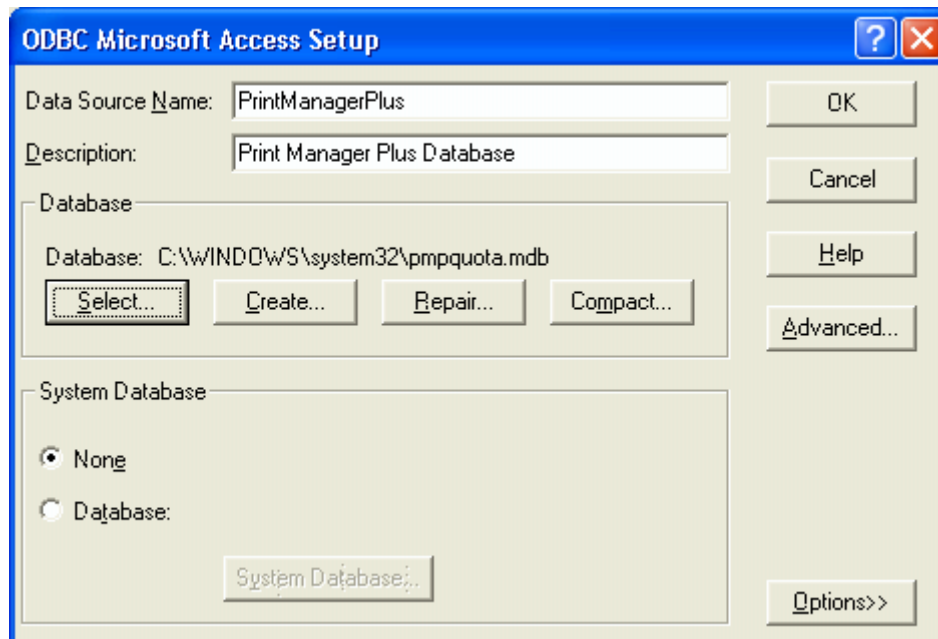 ODBC Microsoft Access Setup
Data Source Name: PrintManagerPlus
OK
Description: Print Manager Plus Database
Cancel
Database
Database: C:\WINDOWS\system32\pmpquota.mdb
Help
Select... Create... Repair... Compact...
Advanced...
System Database
None
Database:
System Database...
Options>>